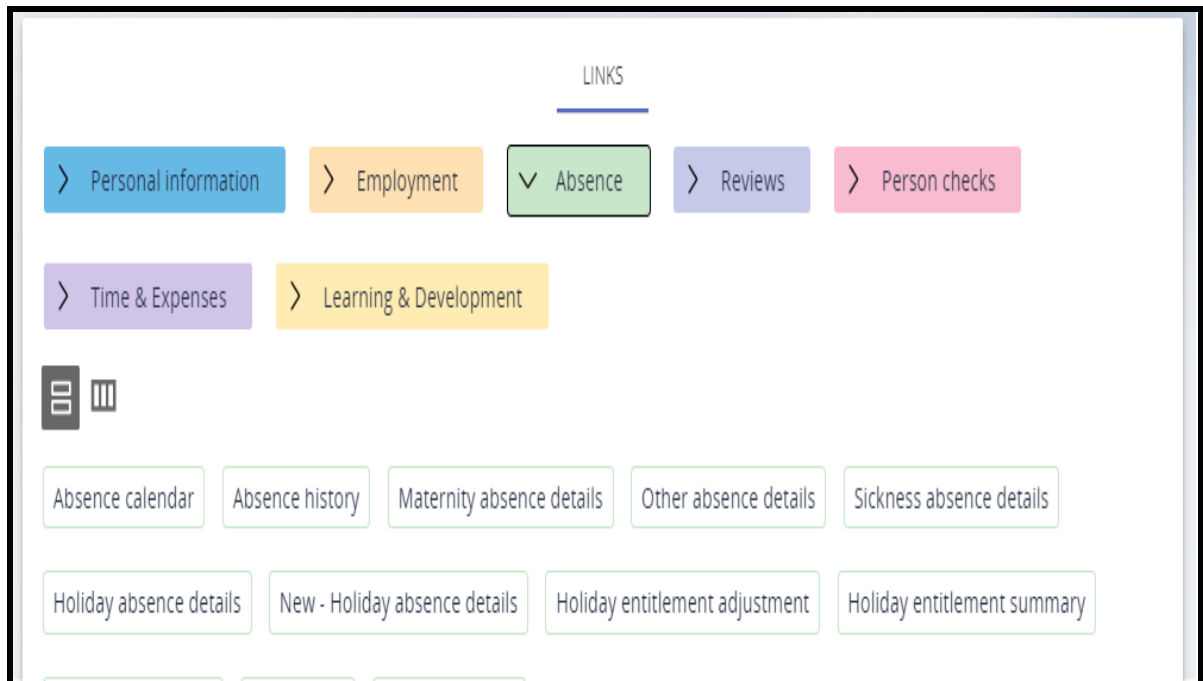 LINKS
Personal information Employment Absence Reviews Person checks
Time & Expenses Learning & Development
Absence calendar Absence history Maternity absence details Other absence details Sickness absence details
Holiday absence details New - Holiday absence details Holiday entitlement adjustment Holiday entitlement summary